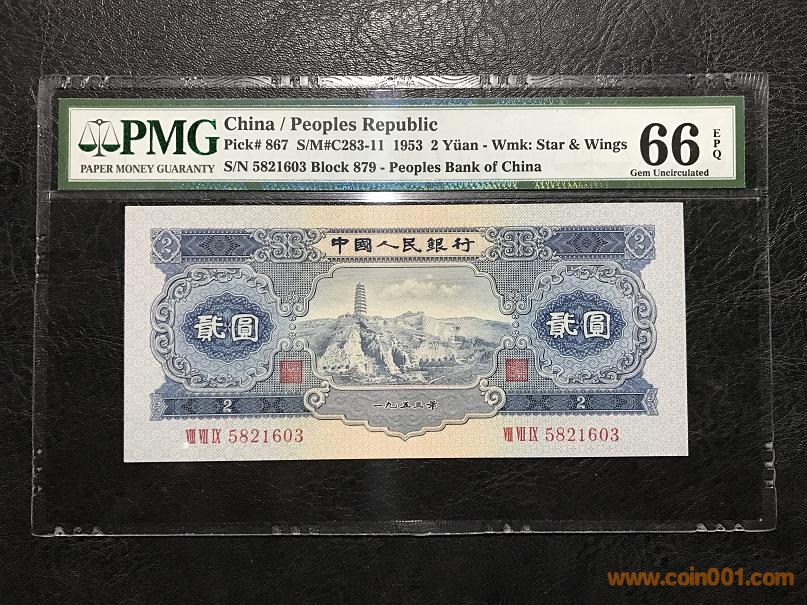 PMG
PAPER MONEY GUARANTY
China / Peoples Republic
Pick# 867 S/M#C283-11 1953 2 Yüan - Wmk: Star & Wings
S/N 5821603 Block 879 - Peoples Bank of China
66 EPQ
Gem Uncirculated
2
中國人民銀行
2
貳圓
貳圓
2
一九五三年
2
VIII VII IX 5821603
VIII VII IX 5821603
www.coin001.com